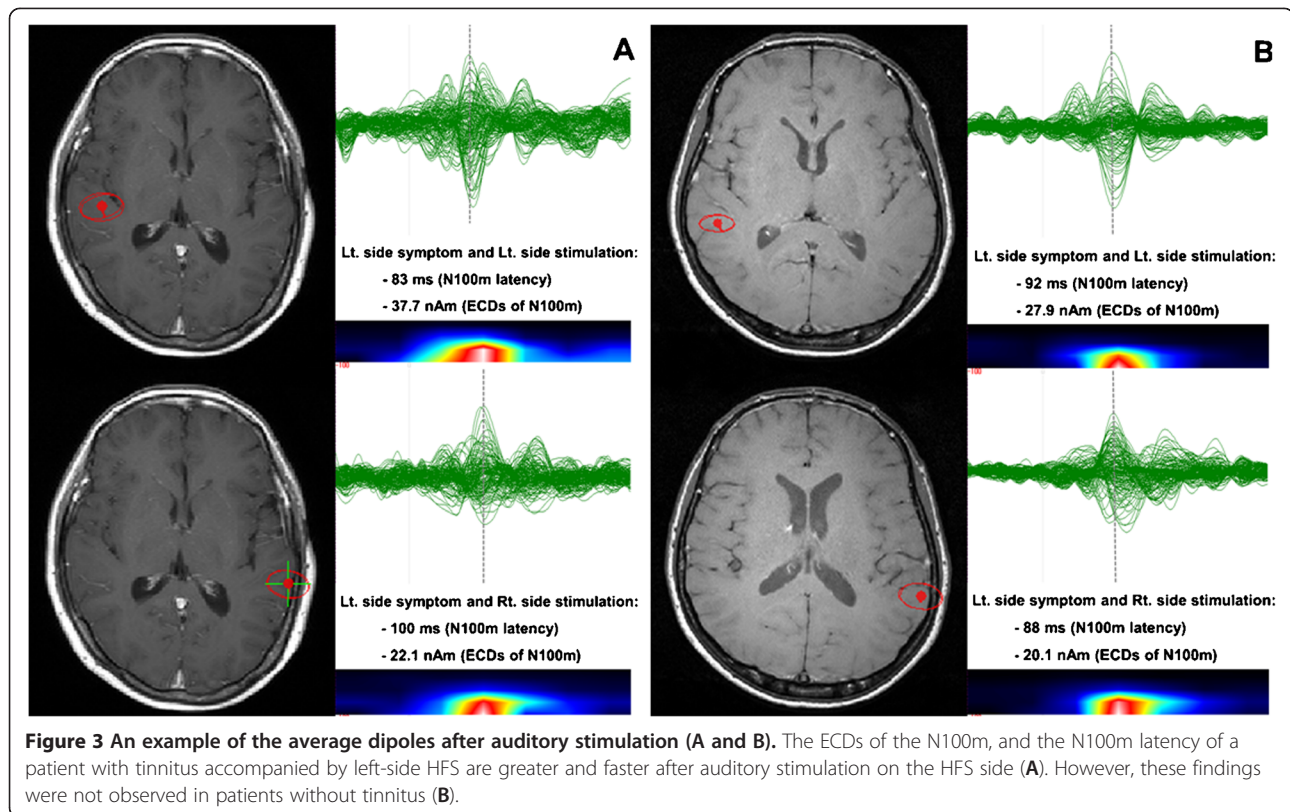 A
Lt. side symptom and Lt. side stimulation:
- 83 ms (N100m latency)
- 37.7 nAm (ECDs of N100m)
-100
Lt. side symptom and Rt. side stimulation:
- 100 ms (N100m latency)
- 22.1 nAm (ECDs of N100m)
B
Lt. side symptom and Lt. side stimulation:
- 92 ms (N100m latency)
- 27.9 nAm (ECDs of N100m)
-100
Lt. side symptom and Rt. side stimulation:
- 88 ms (N100m latency)
- 20.1 nAm (ECDs of N100m)
Figure 3 An example of the average dipoles after auditory stimulation (A and B). The ECDs of the N100m, and the N100m latency of a
patient with tinnitus accompanied by left-side HFS are greater and faster after auditory stimulation on the HFS side (A). However, these findings
were not observed in patients without tinnitus (B).